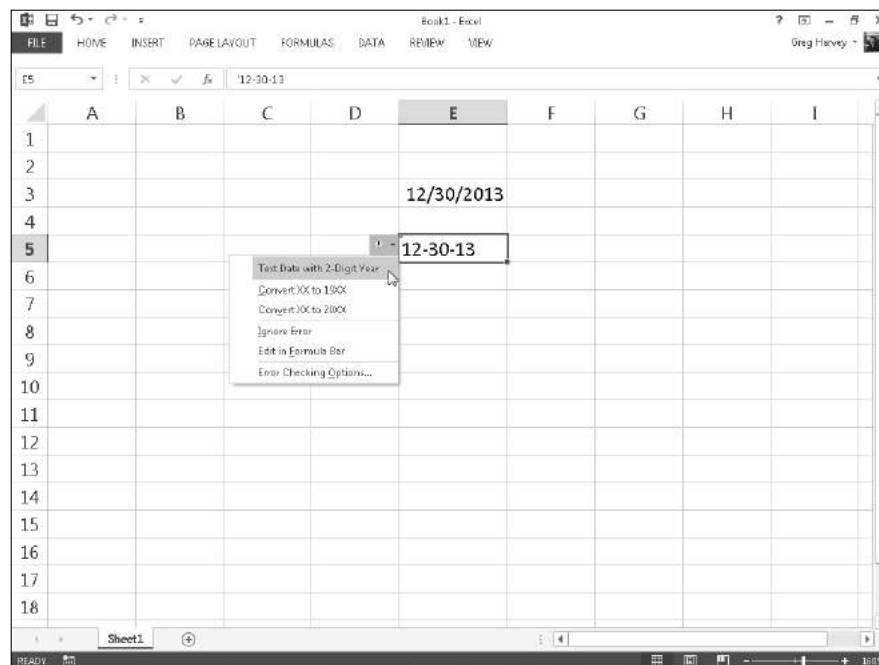 Book1 - Excel
?
FILE HOME INSERT PAGE LAYOUT FORMULAS DATA REVIEW VIEW Greg Harvey
E5 fx '12-30-13
A B C D E F G H I
1
2
3 12/30/2013
4
5 12-30-13
6 Text Date with 2-Digit Year
7 Convert XX to 19XX
Convert XX to 20XX
8 Ignore Error
9 Edit in Formula Bar
Error Checking Options...
10
11
12
13
14
15
16
17
18
Sheet1
READY 160%